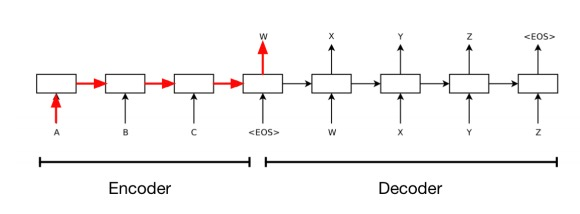 W X Y Z <EOS>
A B C <EOS> W X Y Z
Encoder Decoder